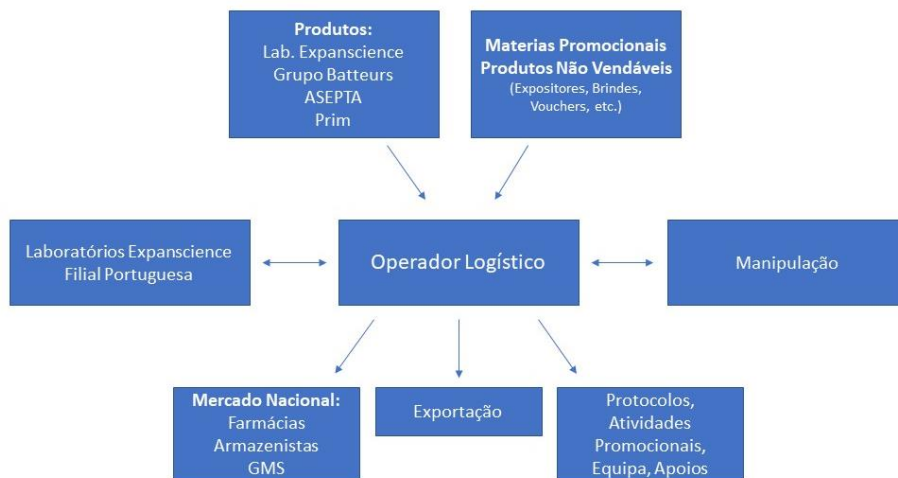 Produtos:
Lab. Expanscience
Grupo Batteurs
ASEPTA
Prim
Materias Promocionais
Produtos Não Vendáveis
(Expositores, Brindes,
Vouchers, etc.)
Laboratórios Expanscience
Filial Portuguesa
Operador Logístico
Manipulação
Mercado Nacional:
Farmácias
Armazenistas
GMS
Exportação
Protocolos,
Atividades
Promocionais,
Equipa, Apoios